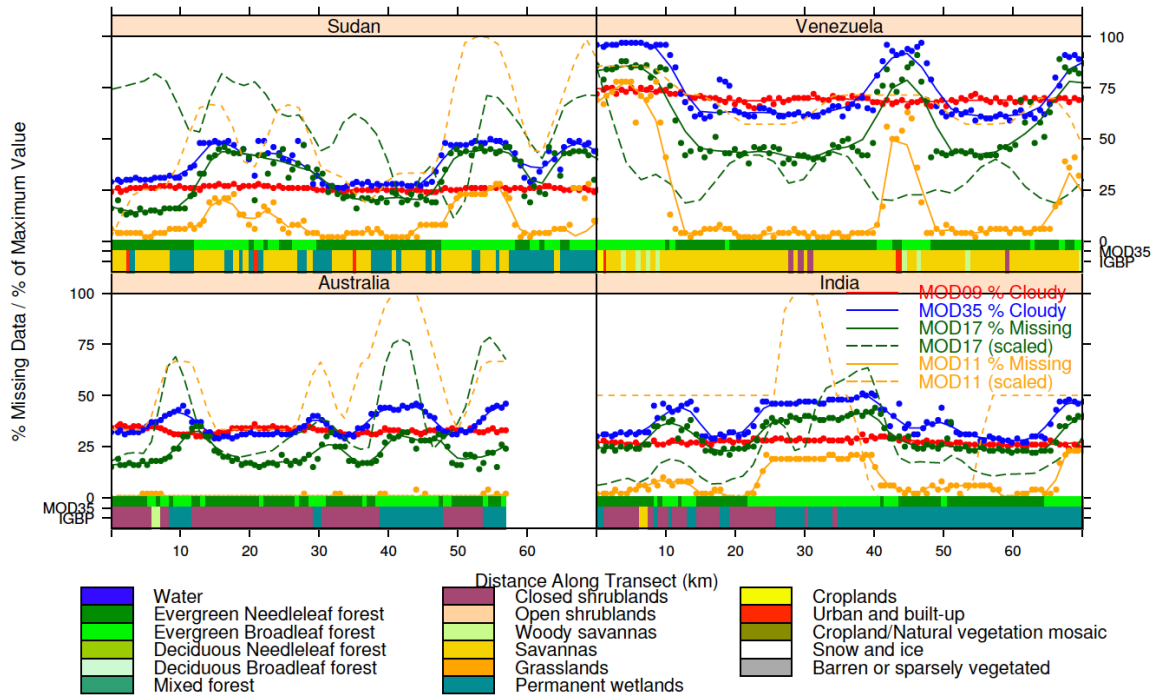 Sudan
Venezuela
100
75
50
25
0
MOD35
IGBP
Australia
India
100
75
50
25
0
MOD35
IGBP
MOD09 % Cloudy
MOD35 % Cloudy
MOD17 % Missing
MOD17 (scaled)
MOD11 % Missing
MOD11 (scaled)
% Missing Data / % of Maximum Value
10 20 30 40 50 60
10 20 30 40 50 60
Distance Along Transect (km)
Water
Evergreen Needleleaf forest
Evergreen Broadleaf forest
Deciduous Needleleaf forest
Deciduous Broadleaf forest
Mixed forest
Closed shrublands
Open shrublands
Woody savannas
Savannas
Grasslands
Permanent wetlands
Croplands
Urban and built-up
Cropland/Natural vegetation mosaic
Snow and ice
Barren or sparsely vegetated